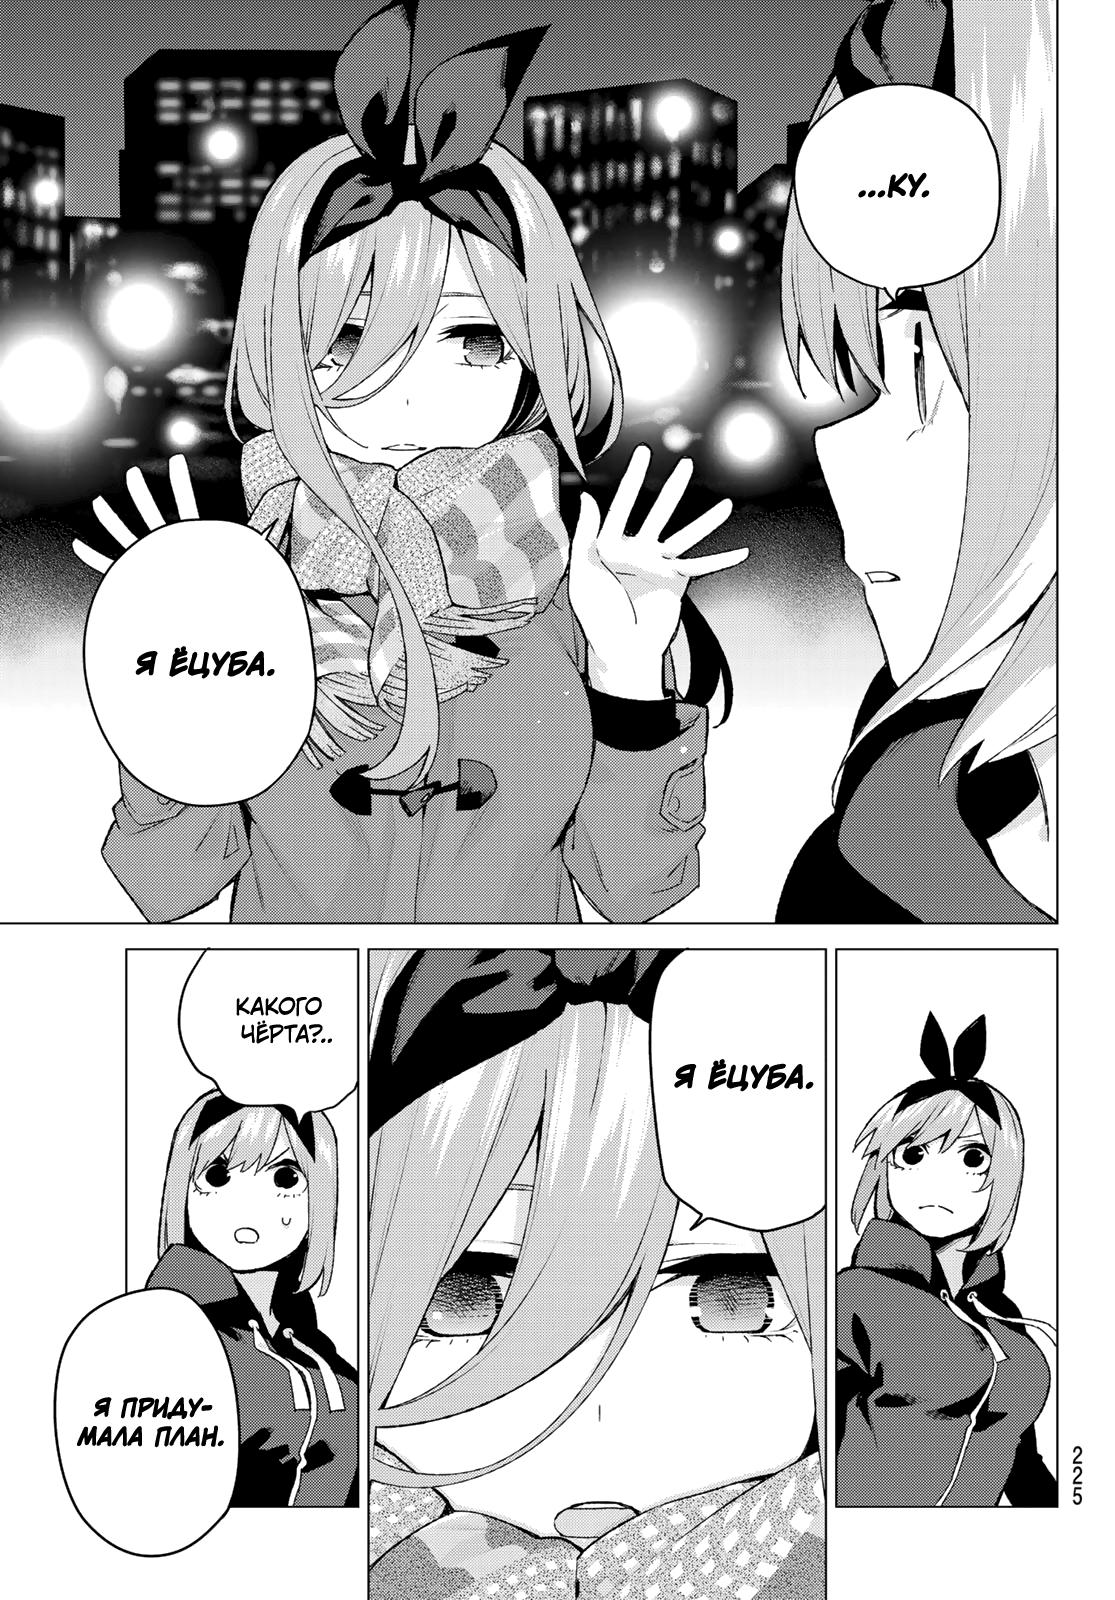 ...КУ.
Я ЁЦУБА.
Я ЁЦУБА.
КАКОГО
ЧЁРТА?..
Я ПРИДУ-
МАЛА ПЛАН.
225